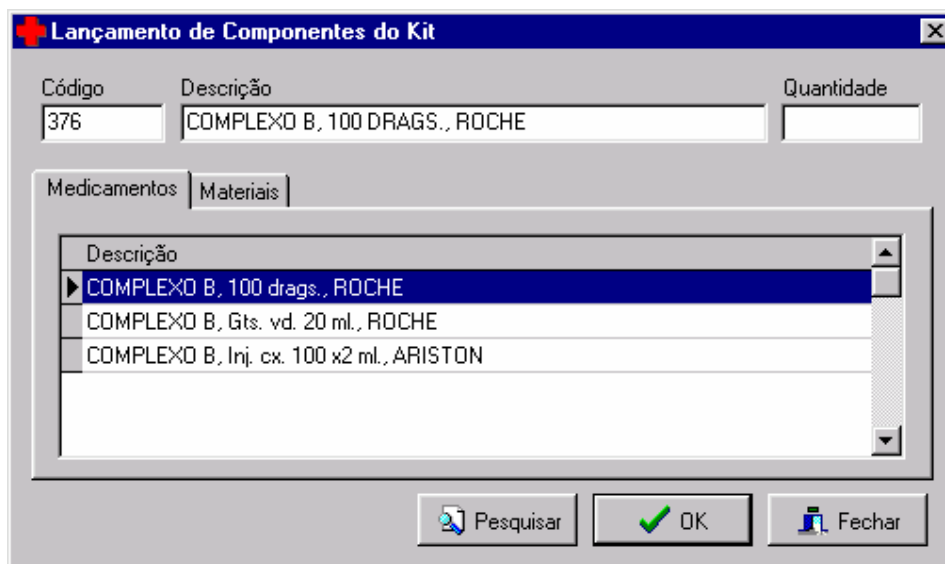 Lançamento de Componentes do Kit
Código Descrição Quantidade
376 COMPLEXO B, 100 DRAGS., ROCHE
Medicamentos Materiais
Descrição
COMPLEXO B, 100 drags., ROCHE
COMPLEXO B, Gts. vd. 20 ml., ROCHE
COMPLEXO B, Inj. cx. 100 x2 ml., ARISTON
Pesquisar OK Fechar